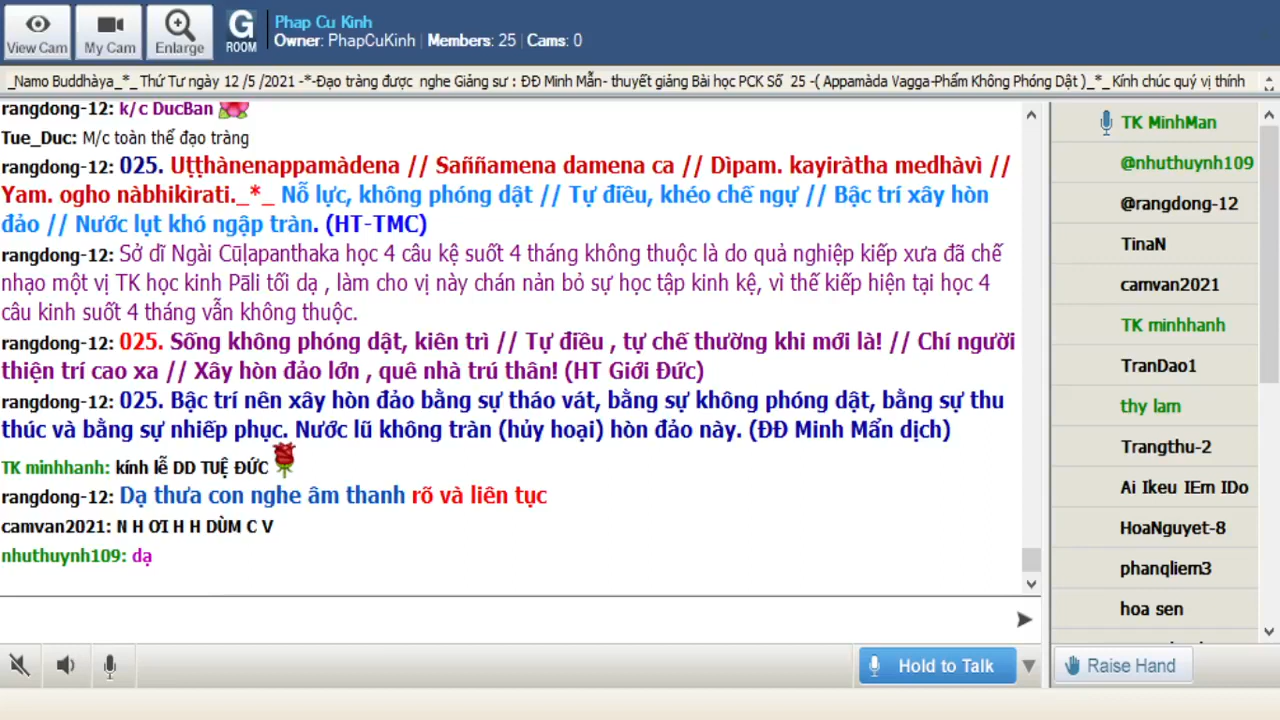 Phap Cu Kinh
Owner: PhapCuKinh | Members: 25 | Cams: 0
View Cam
My Cam
Enlarge
G ROOM
_Namo Buddhàya_*_ Thứ Tư ngày 12 /5 /2021 -*-Đạo tràng được nghe Giảng sư : ĐĐ Minh Mẫn- thuyết giảng Bài học PCK Số 25 -( Appamàda Vagga-Phẩm Không Phóng Dật )_*_ Kính chúc quý vị thính
rangdong-12: k/c DucBan
Tue_Duc: M/c toàn thể đạo tràng
rangdong-12: 025. Uṭṭhànenappamàdena // Saññamena damena ca // Dìpam. kayiràtha medhàvì //
Yam. ogho nàbhikìrati._*_ Nỗ lực, không phóng dật // Tự điều, khéo chế ngự // Bậc trí xây hòn
đảo // Nước lụt khó ngập tràn. (HT-TMC)
rangdong-12: Sở dĩ Ngài Cūḷapanthaka học 4 câu kệ suốt 4 tháng không thuộc là do quả nghiệp kiếp xưa đã chế
nhạo một vị TK học kinh Pāli tối dạ , làm cho vị này chán nản bỏ sự học tập kinh kệ, vì thế kiếp hiện tại học 4
câu kinh suốt 4 tháng vẫn không thuộc.
rangdong-12: 025. Sống không phóng dật, kiên trì // Tự điều , tự chế thường khi mới là! // Chí người
thiện trí cao xa // Xây hòn đảo lớn , quê nhà trú thân! (HT Giới Đức)
rangdong-12: 025. Bậc trí nên xây hòn đảo bằng sự tháo vát, bằng sự không phóng dật, bằng sự thu
thúc và bằng sự nhiếp phục. Nước lũ không tràn (hủy hoại) hòn đảo này. (ĐĐ Minh Mẩn dịch)
TK minhhanh: kính lễ DD TUỆ ĐỨC
rangdong-12: Dạ thưa con nghe âm thanh rõ và liên tục
camvan2021: N H ƠI H H DÙM C V
nhuthuynh109: dạ
TK MinhMan
@nhuthuynh109
@rangdong-12
TinaN
camvan2021
TK minhhanh
TranDao1
thy lam
Trangthu-2
Ai Ikeu IEm IDo
HoaNguyet-8
phanqliem3
hoa sen
Hold to Talk
Raise Hand